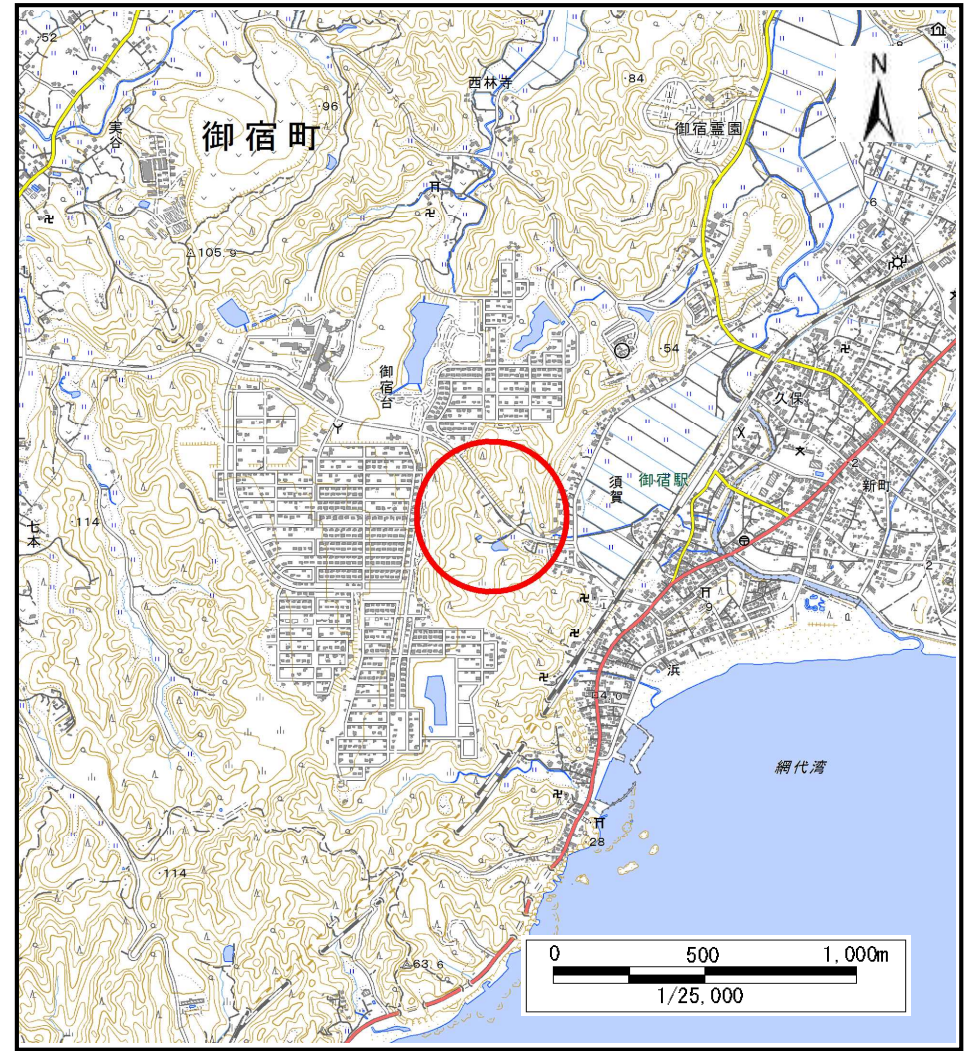 52
N
西林寺
84
96
御宿霊園
実谷
御宿町
6
105.9
54
御宿台
久保
2
須賀
御宿駅
新町
114
七本
2
9
浜
4.0
網代湾
28
114
63.6
0 500 1,000m
1/25,000